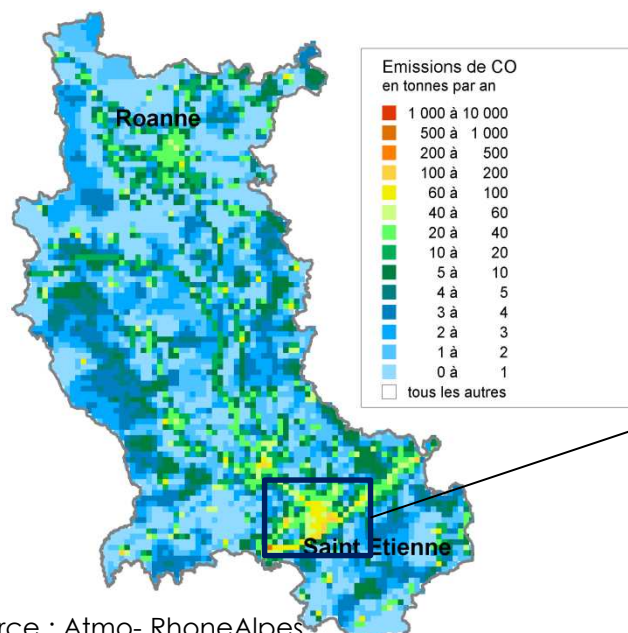 Emissions de CO
en tonnes par an
1 000 à 10 000
500 à 1 000
200 à 500
100 à 200
60 à 100
40 à 60
20 à 40
10 à 20
5 à 10
4 à 5
3 à 4
2 à 3
1 à 2
0 à 1
tous les autres
Roanne
Saint Etienne
rce : Atmo- RhoneAlpes